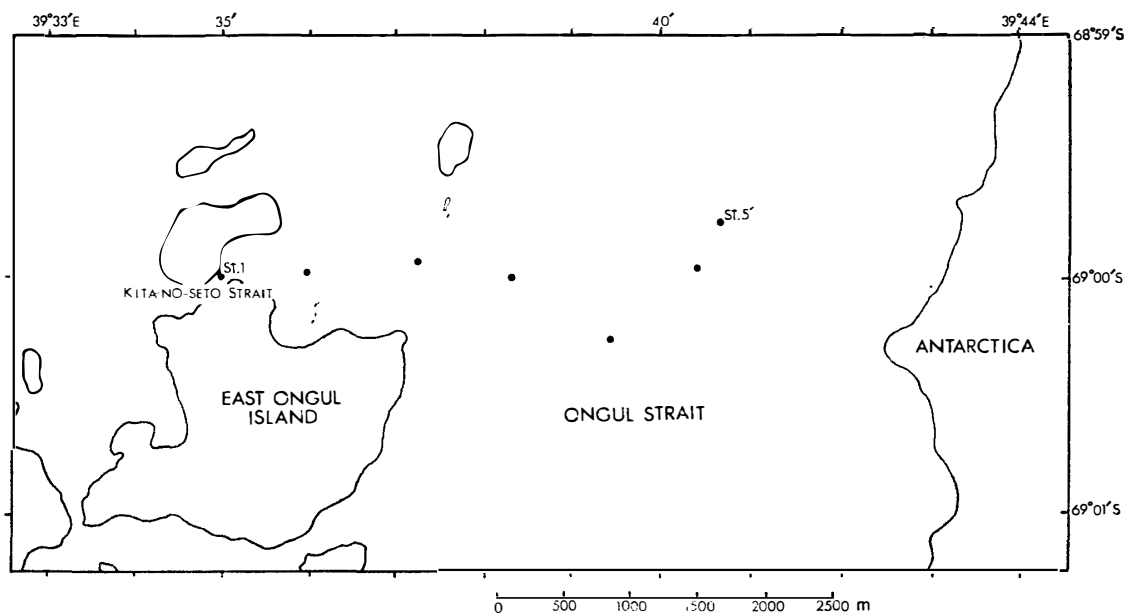 39°33′E 35′ 40′ 39°44′E
68°59′S
St.5′
St.1
69°00′S
KITA-NO-SETO STRAIT
ANTARCTICA
EAST ONGUL
ISLAND
ONGUL STRAIT
69°01′S
0 500 1000 1500 2000 2500 m